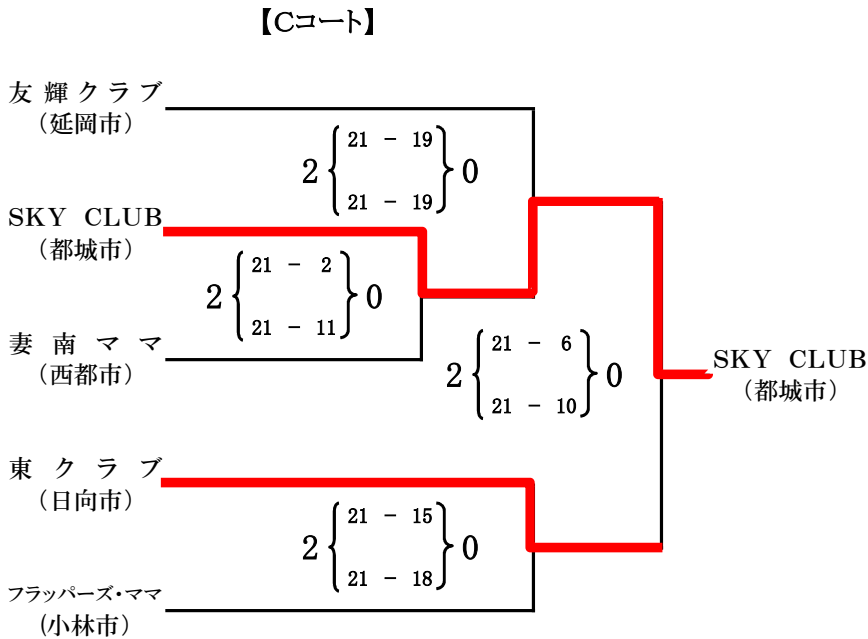 【Cコート】
友輝クラブ
（延岡市）
21 － 19
2 { } 0
21 － 19
SKY CLUB
（都城市）
21 － 2
2 { } 0
21 － 11
妻南ママ
（西都市）
21 － 6
2 { } 0
21 － 10
SKY CLUB
（都城市）
東クラブ
（日向市）
21 － 15
2 { } 0
21 － 18
フラッパーズ・ママ
(小林市）